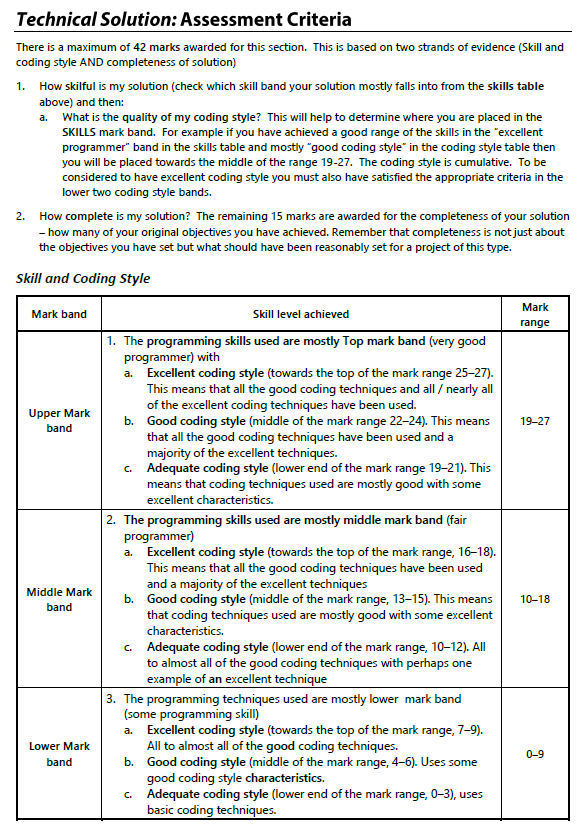 Technical Solution: Assessment Criteria
There is a maximum of 42 marks awarded for this section. This is based on two strands of evidence (Skill and
coding style AND completeness of solution)
1. How skilful is my solution (check which skill band your solution mostly falls into from the skills table
above) and then:
a. What is the quality of my coding style? This will help to determine where you are placed in the
SKILLS mark band. For example if you have achieved a good range of the skills in the "excellent
programmer" band in the skills table and mostly "good coding style" in the coding style table then
you will be placed towards the middle of the range 19-27. The coding style is cumulative. To be
considered to have excellent coding style you must also have satisfied the appropriate criteria in the
lower two coding style bands.
2. How complete is my solution? The remaining 15 marks are awarded for the completeness of your solution
– how many of your original objectives you have achieved. Remember that completeness is not just about
the objectives you have set but what should have been reasonably set for a project of this type.
Skill and Coding Style
Mark band
Skill level achieved
Mark
range
Upper Mark
band
1. The programming skills used are mostly Top mark band (very good
programmer) with
a. Excellent coding style (towards the top of the mark range 25–27).
This means that all the good coding techniques and all / nearly all
of the excellent coding techniques have been used.
b. Good coding style (middle of the mark range 22–24). This means
that all the good coding techniques have been used and a
majority of the excellent techniques.
c. Adequate coding style (lower end of the mark range 19–21). This
means that coding techniques used are mostly good with some
excellent characteristics.
19–27
Middle Mark
band
2. The programming skills used are mostly middle mark band (fair
programmer)
a. Excellent coding style (towards the top of the mark range, 16–18).
This means that all the good coding techniques have been used
and a majority of the excellent techniques
b. Good coding style (middle of the mark range, 13–15). This means
that coding techniques used are mostly good with some excellent
characteristics.
c. Adequate coding style (lower end of the mark range, 10–12). All
to almost all of the good coding techniques with perhaps one
example of an excellent technique
10–18
Lower Mark
band
3. The programming techniques used are mostly lower mark band
(some programming skill)
a. Excellent coding style (towards the top of the mark range, 7–9).
All to almost all of the good coding techniques.
b. Good coding style (middle of the mark range, 4–6). Uses some
good coding style characteristics.
c. Adequate coding style (lower end of the mark range, 0–3), uses
basic coding techniques.
0–9